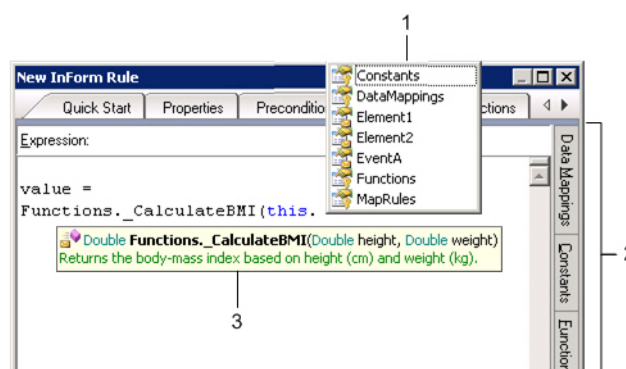 1
New InForm Rule
Quick Start
Properties
Preconditio
ctions
Constants
DataMappings
Element1
Element2
EventA
Functions
MapRules
Expression:
value =
Functions._CalculateBMI(this.
Double Functions._CalculateBMI(Double height, Double weight)
Returns the body-mass index based on height (cm) and weight (kg).
3
Data Mappings
Constants
Function